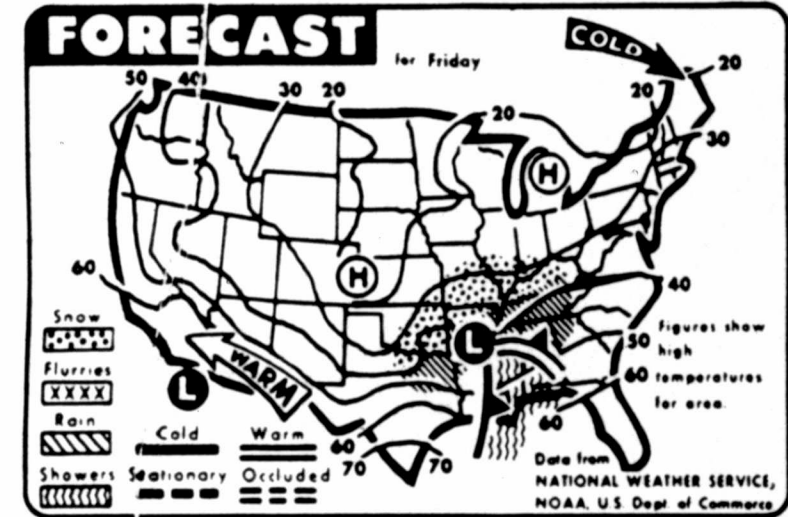 FORECAST
for Friday
COLD
50 40 30 20
20
20
20
30
H
H
60
40
L
50
60
60
60
70
70
L
WARM
Figures show
high
temperatures
for area.
Snow
Flurries
Rain
Showers
Cold
Warm
Stationary
Occluded
Data from
NATIONAL WEATHER SERVICE,
NOAA, U.S. Dept. of Commerce